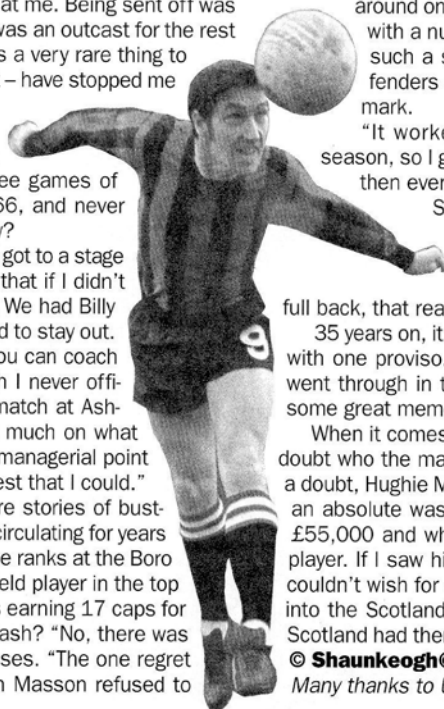 at me. Being sent off was
was an outcast for the rest
s a very rare thing to
– have stopped me
ee games of
66, and never
y?
got to a stage
that if I didn't
We had Billy
d to stay out.
ou can coach
n I never offi-
match at Ash-
much on what
managerial point
est that I could."
re stories of bust-
circulating for years
e ranks at the Boro
eld player in the top
s earning 17 caps for
ash? "No, there was
ses. "The one regret
n Masson refused to
9
around on
with a nu
such a s
fenders
mark.
"It worke
season, so I g
then ever
S
full back, that rea
35 years on, it
with one proviso.
went through in t
some great mem
When it comes
doubt who the ma
a doubt, Hughie M
an absolute was
£55,000 and wh
player. If I saw hi
couldn't wish for
into the Scotland
Scotland had the
© Shaunkeogh©
Many thanks to